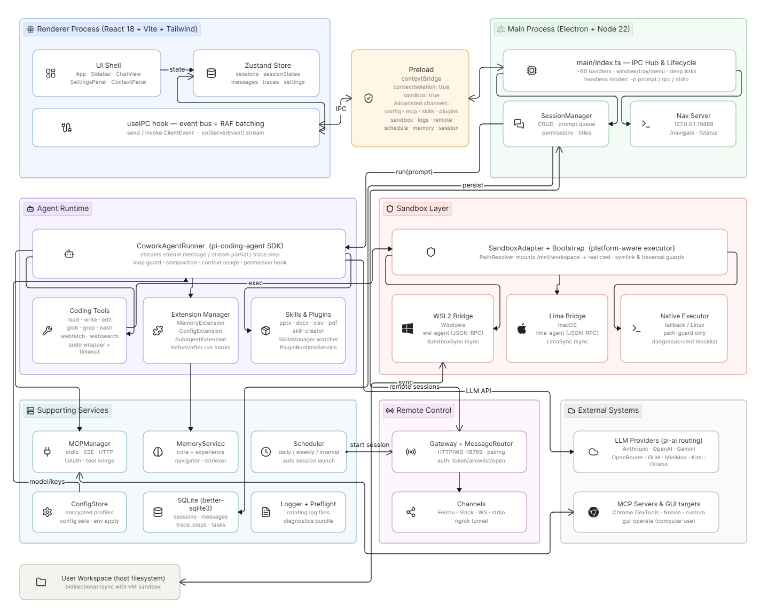 Renderer Process (React 18 + Vite + Tailwind)
UI Shell
App · Sidebar · ChatView
SettingsPanel · ContextPanel
state
Zustand Store
sessions · sessionStates
messages · traces · settings
useIPC hook — event bus + RAF batching
send / invoke ClientEvent · on(ServerEvent) stream
IPC
Preload
contextBridge
contextIsolation: true
sandbox: true
Allowlisted channels:
config · mcp · skills · plugins
sandbox · logs · remote
schedule · memory · session
Main Process (Electron + Node 22)
main/index.ts — IPC Hub & Lifecycle
~60 handlers · window/tray/menu · deep links
headless modes: -p prompt / rpc / stdio
SessionManager
CRUD · prompt queue
permissions · titles
Nav Server
127.0.0.1:19888
/navigate · /status
run(prompt)
persist
Agent Runtime
CoworkAgentRunner (pi-coding-agent SDK)
streams stream.message / stream.partial / trace.step
loop guard · compaction · context usage · permission hook
exec
Coding Tools
read · write · edit
glob · grep · bash
webfetch · websearch
sudo wrapper +
timeout
Extension Manager
MemoryExtension
ConfigExtension
SubagentExtension
before/after run hooks
Skills & Plugins
pptx · docx · xlsx · pdf
skill-creator
SkillsManager watcher
PluginRuntimeService
Sandbox Layer
SandboxAdapter + Bootstrap (platform-aware executor)
PathResolver mounts /mnt/workspace → real cwd · symlink & traversal guards
WSL2 Bridge
Windows
wsl-agent (JSON-RPC)
SandboxSync rsync
Lima Bridge
macOS
lima-agent (JSON-RPC)
LimaSync rsync
Native Executor
fallback / Linux
path-guard only
dangerous-cmd blocklist
sync
remote sessions
LLM API
Supporting Services
MCPManager
stdio · SSE · HTTP
OAuth · tool bridge
MemoryService
core + experience
navigator · retriever
Scheduler
daily / weekly / interval
auto session launch
start session
model/keys
ConfigStore
encrypted profiles
config sets · env apply
SQLite (better-
sqlite3)
sessions · messages
trace_steps · tasks
Logger + Preflight
rotating log files
diagnostics bundle
Remote Control
Gateway + MessageRouter
HTTP/WS :18789 · pairing
auth: token/allowlist/open
Channels
Feishu · Slack · WS · stdio
ngrok tunnel
External Systems
LLM Providers (pi-ai routing)
Anthropic · OpenAI · Gemini
OpenRouter · GLM · MiniMax · Kimi ·
Ollama
MCP Servers & GUI targets
Chrome DevTools · Notion · custom
gui-operate (computer use)
User Workspace (host filesystem)
bidirectional rsync with VM sandbox